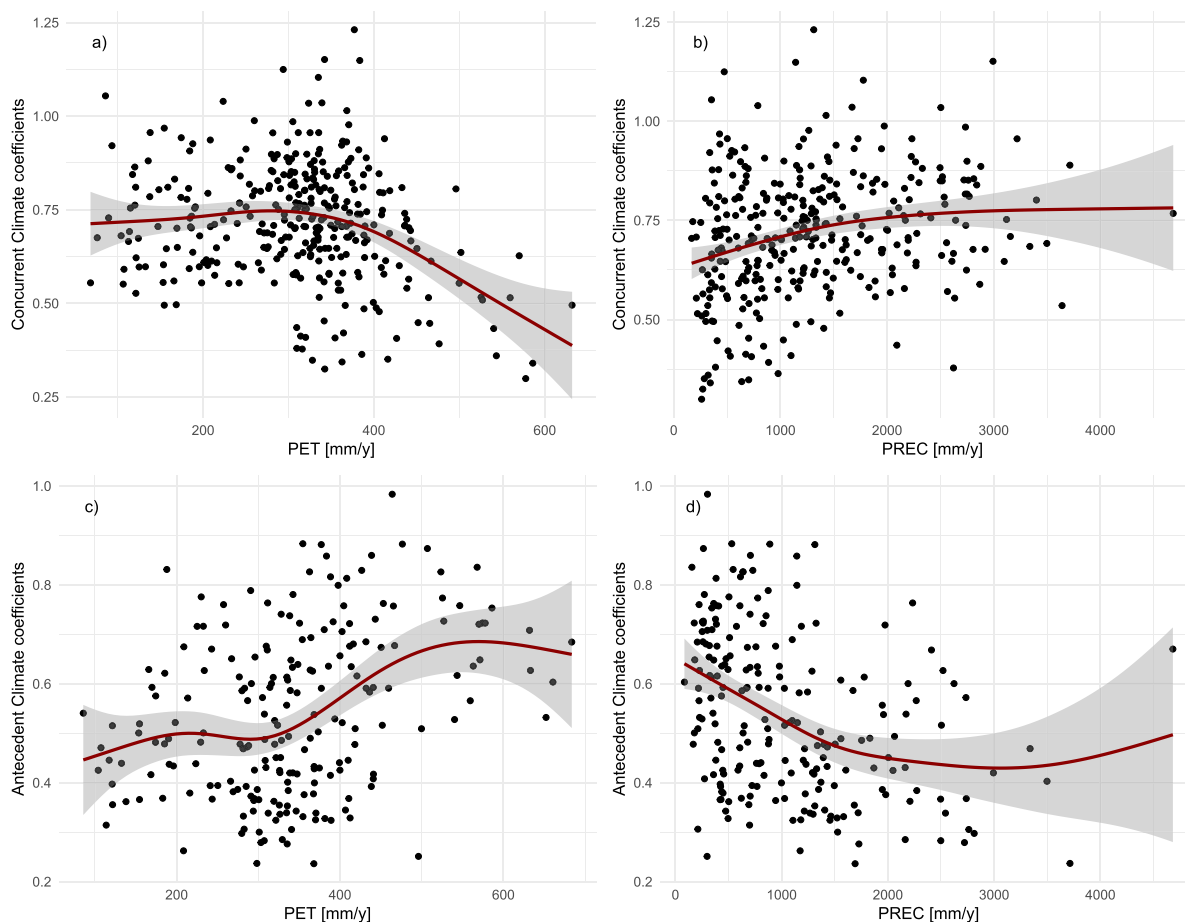 a)
1.25
1.00
0.75
0.50
0.25
Concurrent Climate coefficients
200
400
600
PET [mm/y]
b)
1.25
1.00
0.75
0.50
Concurrent Climate coefficients
0
1000
2000
3000
4000
PREC [mm/y]
c)
1.0
0.8
0.6
0.4
0.2
Antecedent Climate coefficients
200
400
600
PET [mm/y]
d)
1.0
0.8
0.6
0.4
0.2
Antecedent Climate coefficients
0
1000
2000
3000
4000
PREC [mm/y]